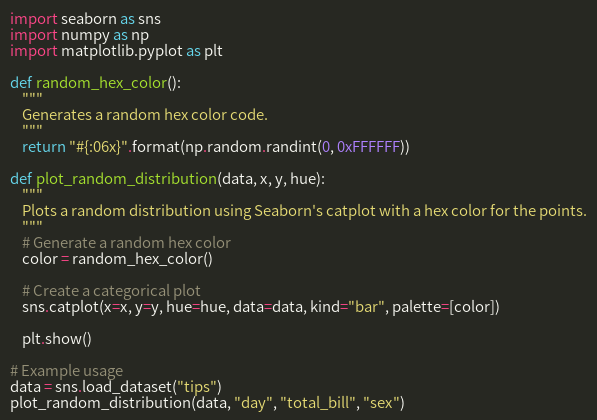 import seaborn as sns
import numpy as np
import matplotlib.pyplot as plt
def random_hex_color():
"""
Generates a random hex color code.
"""
return "#{:06x}".format(np.random.randint(0, 0xFFFFFF))
def plot_random_distribution(data, x, y, hue):
"""
Plots a random distribution using Seaborn's catplot with a hex color for the points.
"""
# Generate a random hex color
color = random_hex_color()
# Create a categorical plot
sns.catplot(x=x, y=y, hue=hue, data=data, kind="bar", palette=[color])
plt.show()
# Example usage
data = sns.load_dataset("tips")
plot_random_distribution(data, "day", "total_bill", "sex")